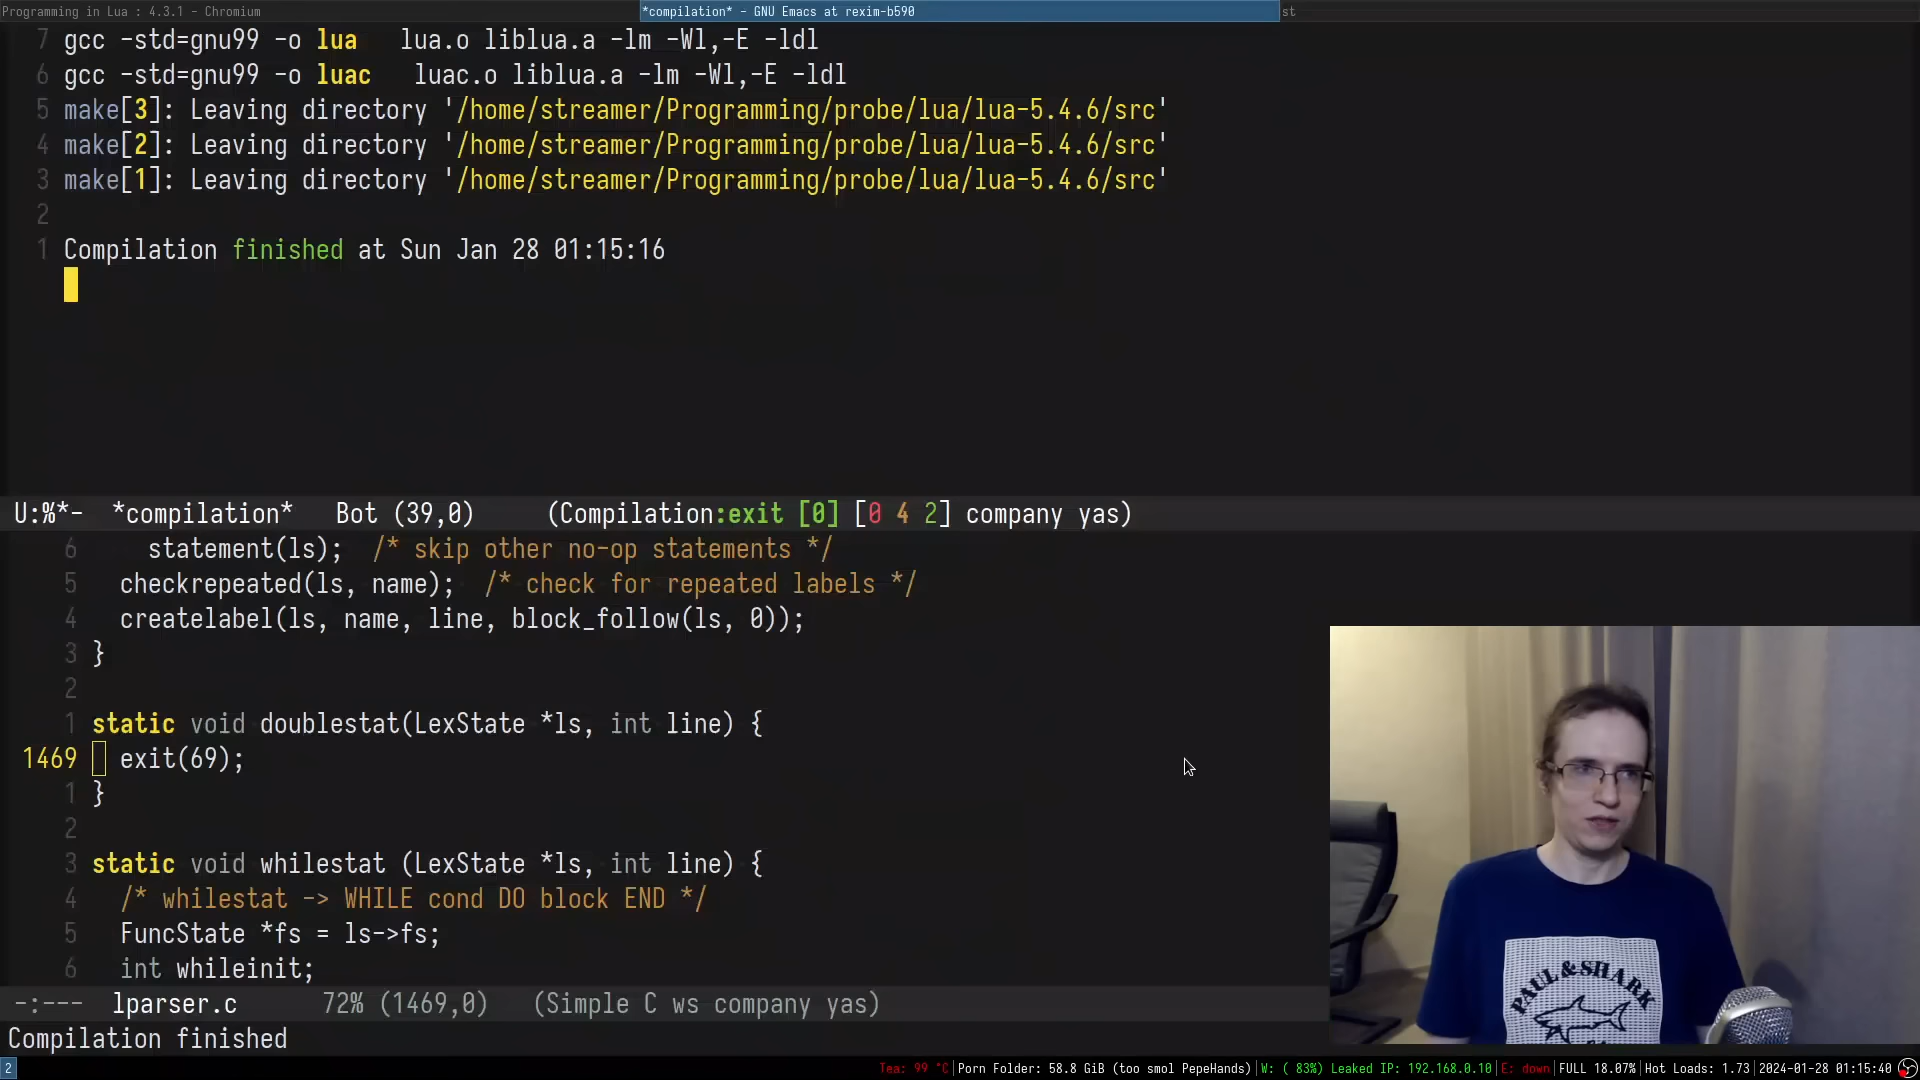 Programming in Lua : 4.3.1 - Chromium
*compilation* - GNU Emacs at rexim-b590
st
7 gcc -std=gnu99 -o lua   lua.o liblua.a -lm -Wl,-E -ldl
6 gcc -std=gnu99 -o luac   luac.o liblua.a -lm -Wl,-E -ldl
5 make[3]: Leaving directory '/home/streamer/Programming/probe/lua/lua-5.4.6/src'
4 make[2]: Leaving directory '/home/streamer/Programming/probe/lua/lua-5.4.6/src'
3 make[1]: Leaving directory '/home/streamer/Programming/probe/lua/lua-5.4.6/src'
2
1 Compilation finished at Sun Jan 28 01:15:16
U:%*-  *compilation*   Bot (39,0)     (Compilation:exit [0] [0 4 2] company yas)
6     statement(ls);  /* skip other no-op statements */
5   checkrepeated(ls, name);  /* check for repeated labels */
4   createlabel(ls, name, line, block_follow(ls, 0));
3 }
2
1 static void doublestat(LexState *ls, int line) {
1469   exit(69);
1 }
2
3 static void whilestat (LexState *ls, int line) {
4   /* whilestat -> WHILE cond DO block END */
5   FuncState *fs = ls->fs;
6   int whileinit;
-:---  lparser.c      72% (1469,0)    (Simple C ws company yas)
Compilation finished
PAUL & SHARK
2
Tea: 99 °C|Porn Folder: 58.8 GiB (too smol PepeHands)|W: ( 83%) Leaked IP: 192.168.0.10|E: down|FULL 18.07%|Hot Loads: 1.73|2024-01-28 01:15:40